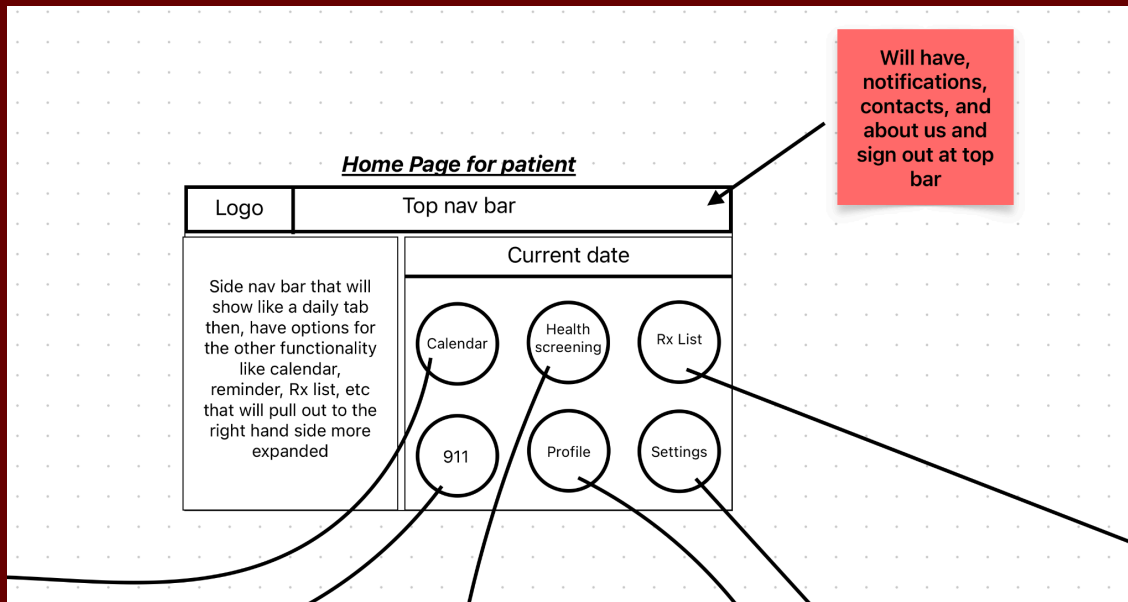 Will have,
notifications,
contacts, and
about us and
sign out at top
bar
Home Page for patient
Logo
Top nav bar
Current date
Side nav bar that will
show like a daily tab
then, have options for
the other functionality
like calendar,
reminder, Rx list, etc
that will pull out to the
right hand side more
expanded
Calendar
Health
screening
Rx List
911
Profile
Settings